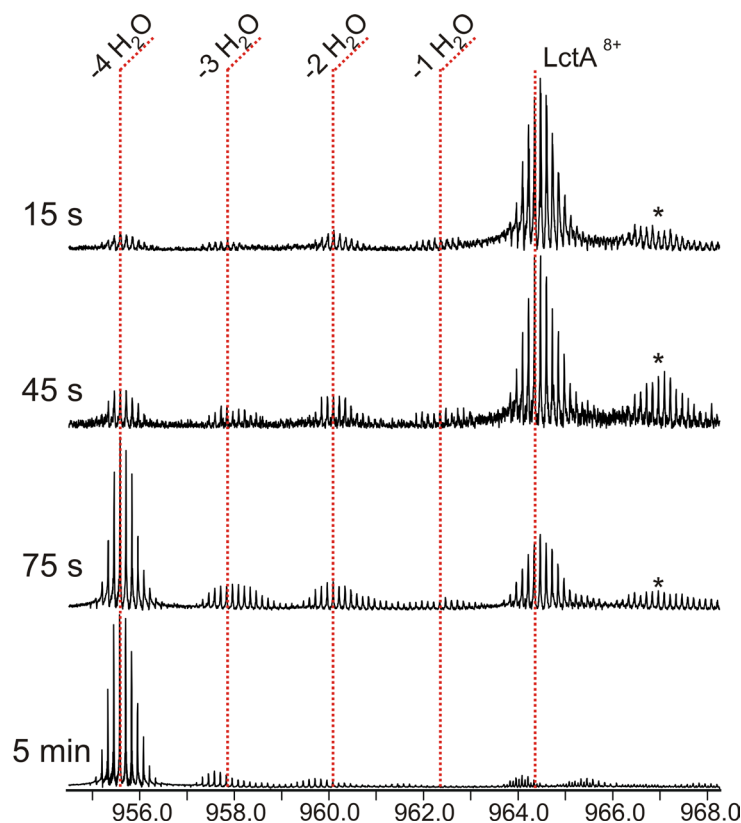 -4 H2O -3 H2O -2 H2O -1 H2O LctA 8+
15 s *
45 s *
75 s *
5 min
956.0 958.0 960.0 962.0 964.0 966.0 968.0